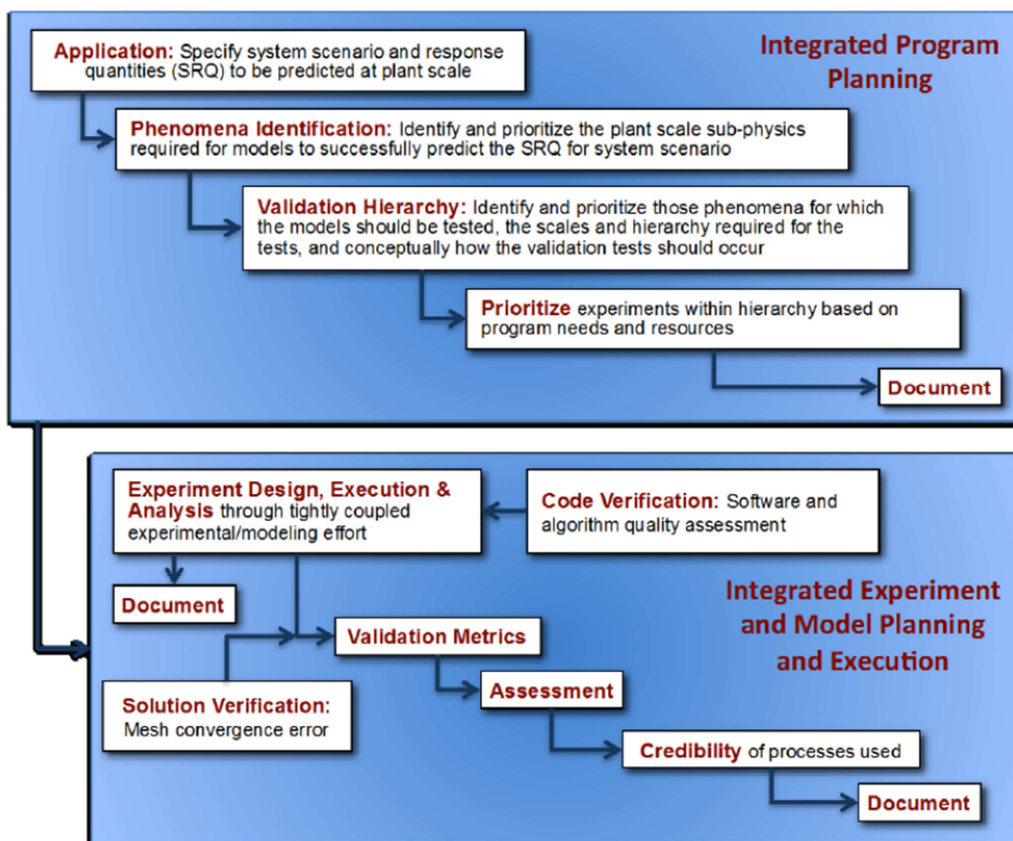 Integrated Program
Planning
Application: Specify system scenario and response
quantities (SRQ) to be predicted at plant scale
Phenomena Identification: Identify and prioritize the plant scale sub-physics
required for models to successfully predict the SRQ for system scenario
Validation Hierarchy: Identify and prioritize those phenomena for which
the models should be tested, the scales and hierarchy required for the
tests, and conceptually how the validation tests should occur
Prioritize experiments within hierarchy based on
program needs and resources
Document
Experiment Design, Execution &
Analysis through tightly coupled
experimental/modeling effort
Code Verification: Software and
algorithm quality assessment
Document
Integrated Experiment
and Model Planning
and Execution
Validation Metrics
Solution Verification:
Mesh convergence error
Assessment
Credibility of processes used
Document